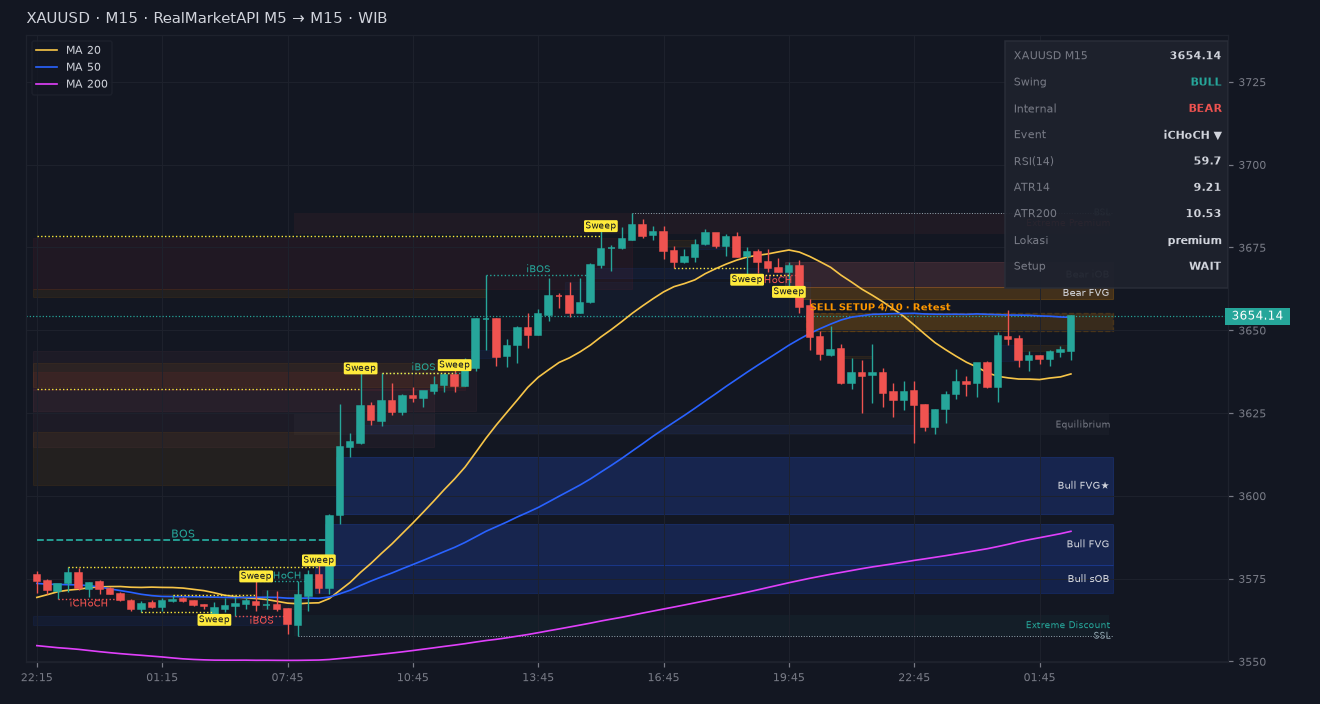 XAUUSD · M15 · RealMarketAPI M5 → M15 · WIB
MA 20
MA 50
MA 200
XAUUSD M15 3654.14
Swing BULL
Internal BEAR
Event iCHoCH ▼
RSI(14) 59.7
ATR14 9.21
ATR200 10.53
Lokasi premium
Setup WAIT
3725
3700
3675
3650
3625
3600
3575
3550
3654.14
Sweep
iBOS
Sweep
HoCH
Sweep
Bear FVG
SELL SETUP 4/10 · Retest
Sweep
iBOS
Sweep
Equilibrium
Bull FVG★
BOS
Bull FVG
Sweep
Sweep
HoCH
Bull sOB
iCHoCH
Sweep
iBOS
Extreme Discount
SSL
22:15
01:15
07:45
10:45
13:45
16:45
19:45
22:45
01:45